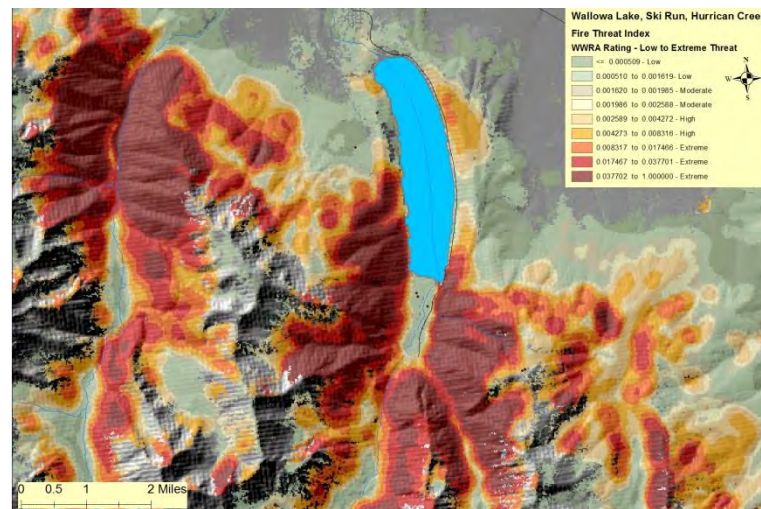 Wallowa Lake, Ski Run, Hurrican Cree
Fire Threat Index
WWRA Rating - Low to Extreme Threat
<= 0.000509 - Low
0.000510 to 0.001619 - Low
0.001620 to 0.001985 - Moderate
0.001986 to 0.002588 - Moderate
0.002589 to 0.004272 - High
0.004273 to 0.008316 - High
0.008317 to 0.017466 - Extreme
0.017467 to 0.037701 - Extreme
0.037702 to 1.000000 - Extreme
N
W
E
S
0 0.5 1 2 Miles